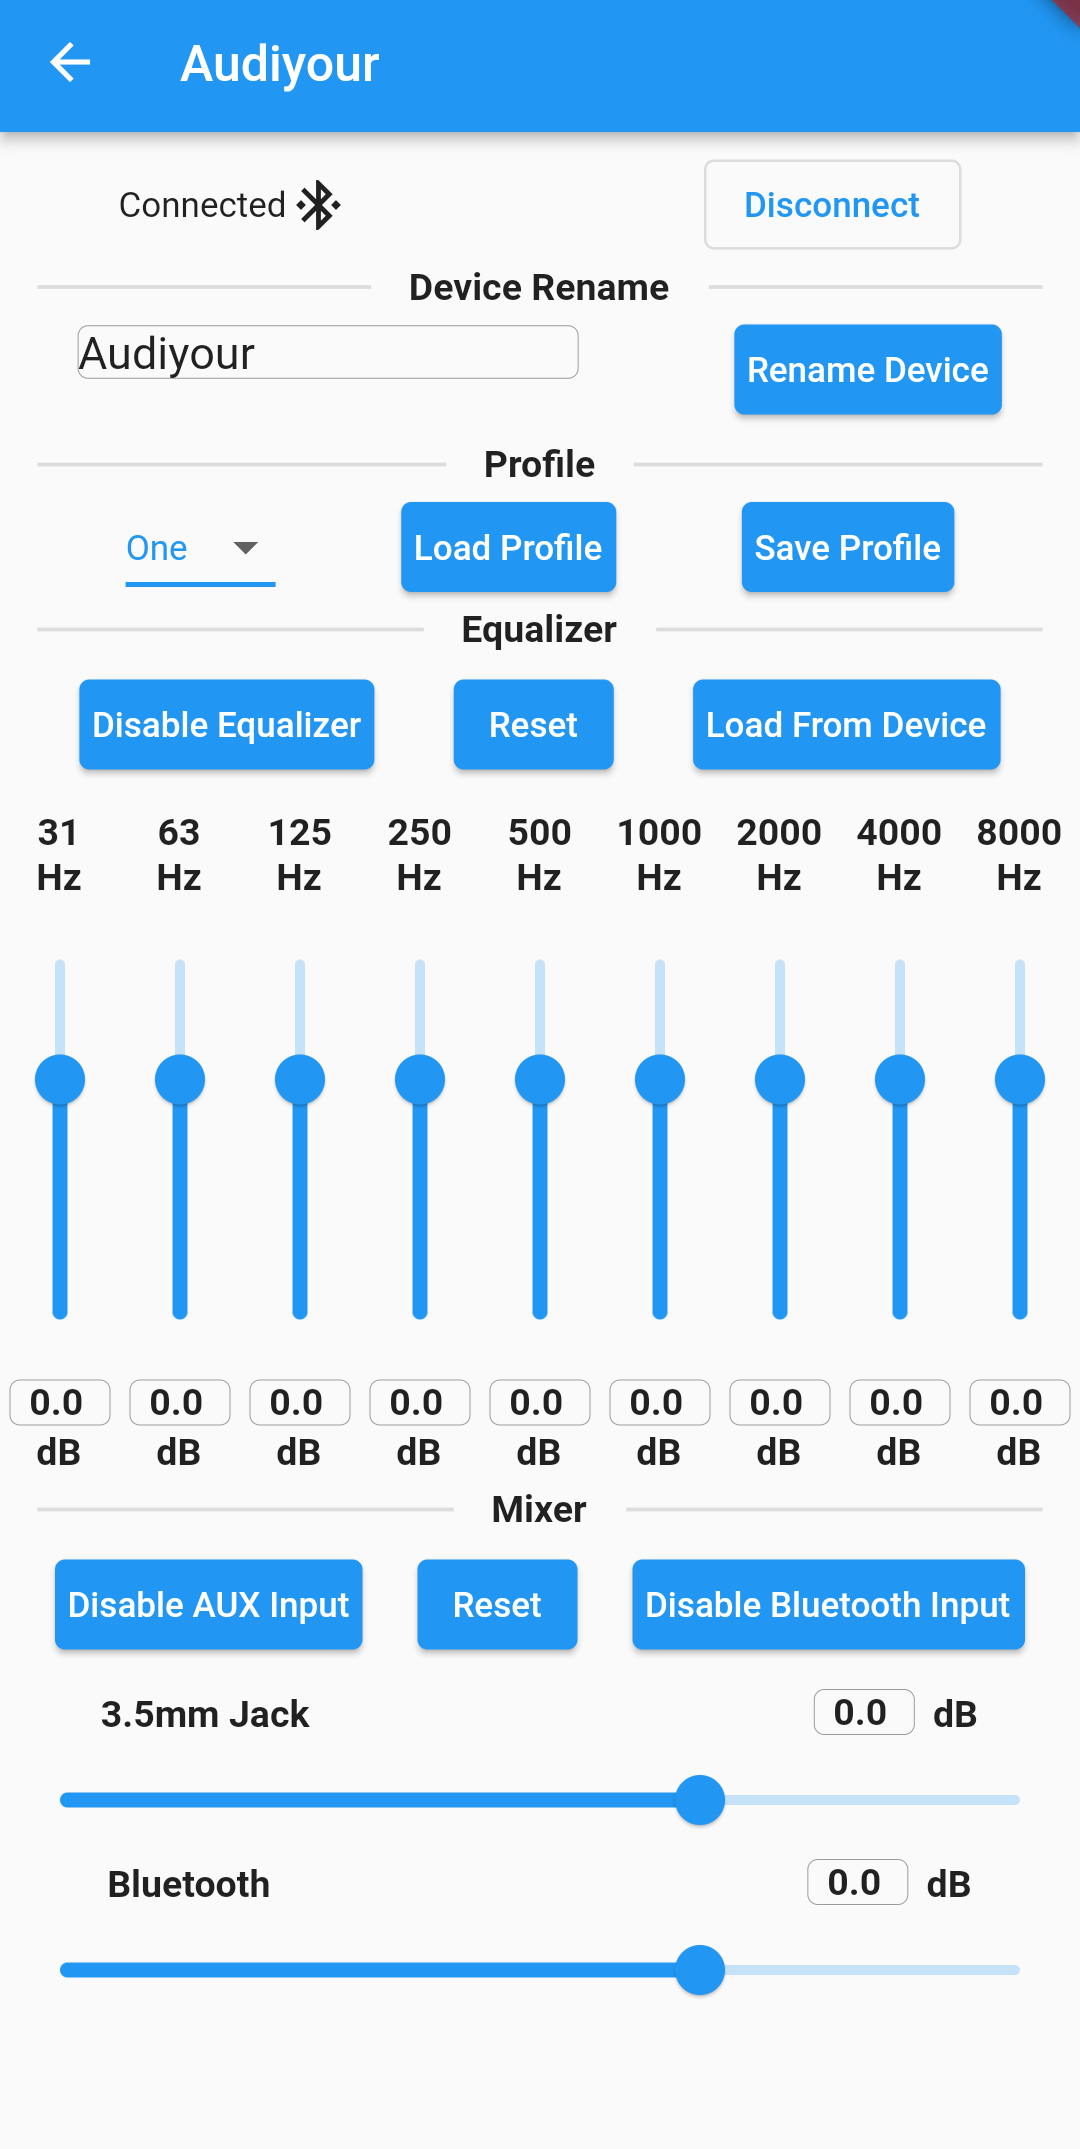 Audiyour
Connected
Disconnect
Device Rename
Audiyour
Rename Device
Profile
One
Load Profile
Save Profile
Equalizer
Disable Equalizer
Reset
Load From Device
31 Hz
63 Hz
125 Hz
250 Hz
500 Hz
1000 Hz
2000 Hz
4000 Hz
8000 Hz
0.0 dB
0.0 dB
0.0 dB
0.0 dB
0.0 dB
0.0 dB
0.0 dB
0.0 dB
0.0 dB
Mixer
Disable AUX Input
Reset
Disable Bluetooth Input
3.5mm Jack
0.0 dB
Bluetooth
0.0 dB